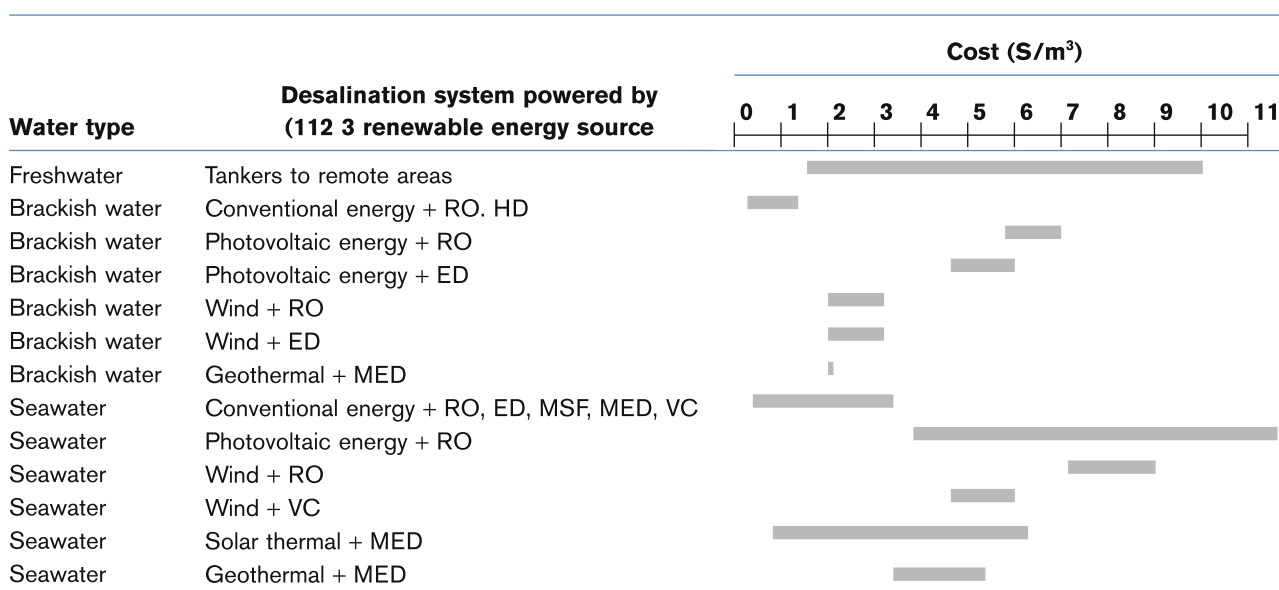 Cost (S/m³)
Desalination system powered by
Water type (112 3 renewable energy source
0 1 2 3 4 5 6 7 8 9 10 11
Freshwater Tankers to remote areas
Brackish water Conventional energy + RO. HD
Brackish water Photovoltaic energy + RO
Brackish water Photovoltaic energy + ED
Brackish water Wind + RO
Brackish water Wind + ED
Brackish water Geothermal + MED
Seawater Conventional energy + RO, ED, MSF, MED, VC
Seawater Photovoltaic energy + RO
Seawater Wind + RO
Seawater Wind + VC
Seawater Solar thermal + MED
Seawater Geothermal + MED